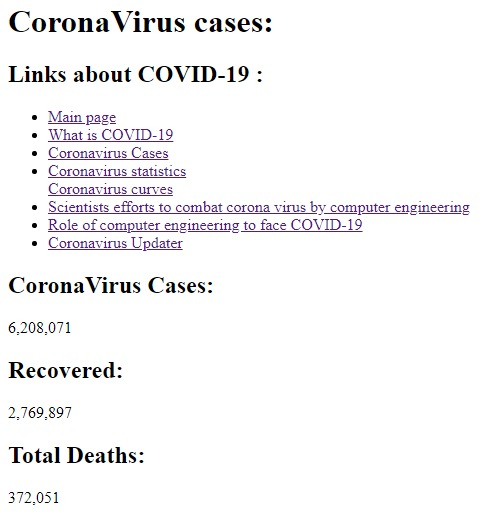 CoronaVirus cases:
Links about COVID-19 :
Main page
What is COVID-19
Coronavirus Cases
Coronavirus statistics
Coronavirus curves
Scientists efforts to combat corona virus by computer engineering
Role of computer engineering to face COVID-19
Coronavirus Updater
CoronaVirus Cases:
6,208,071
Recovered:
2,769,897
Total Deaths:
372,051